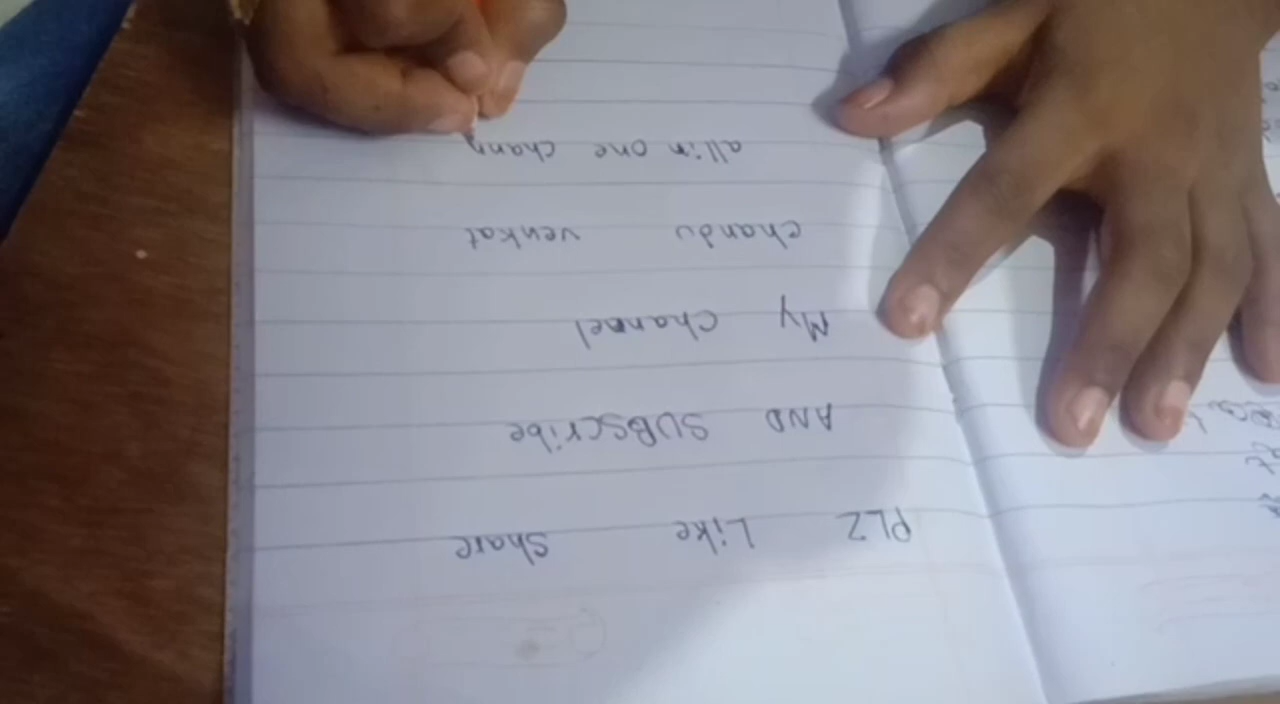 PLZ Like Share
AND SUBScribe
My channel
chandu venkat
all in one chann